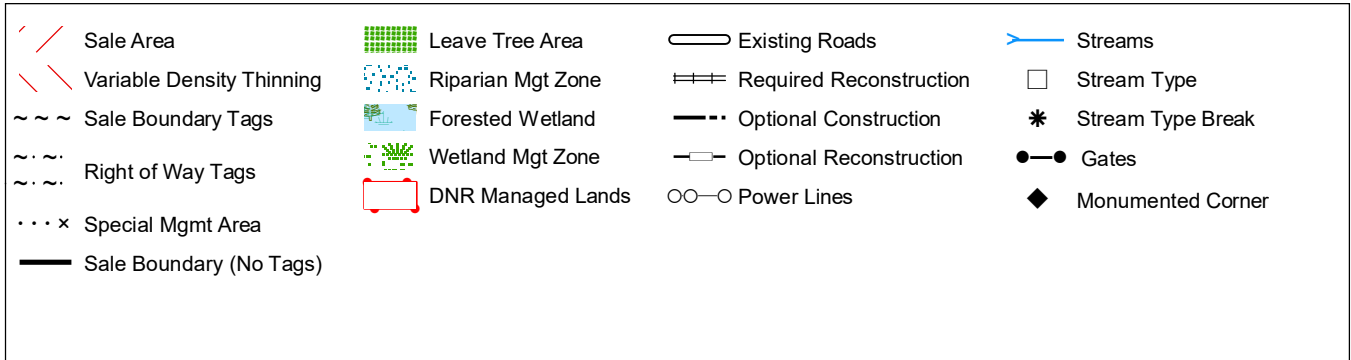 Sale Area
Variable Density Thinning
Sale Boundary Tags
Right of Way Tags
Special Mgmt Area
Sale Boundary (No Tags)
Leave Tree Area
Riparian Mgt Zone
Forested Wetland
Wetland Mgt Zone
DNR Managed Lands
Existing Roads
Required Reconstruction
Optional Construction
Optional Reconstruction
Power Lines
Streams
Stream Type
Stream Type Break
Gates
Monumented Corner